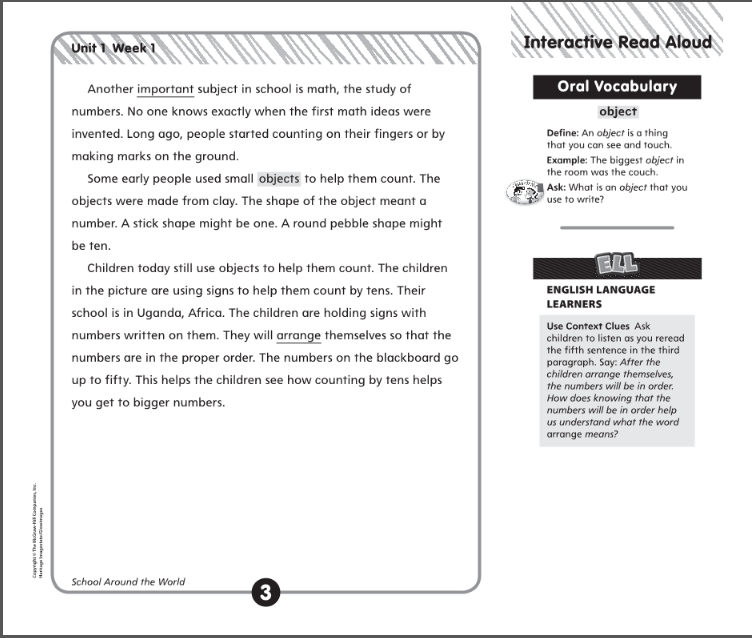 Unit 1 Week 1
Another important subject in school is math, the study of
numbers. No one knows exactly when the first math ideas were
invented. Long ago, people started counting on their fingers or by
making marks on the ground.
Some early people used small objects to help them count. The
objects were made from clay. The shape of the object meant a
number. A stick shape might be one. A round pebble shape might
be ten.
Children today still use objects to help them count. The children
in the picture are using signs to help them count by tens. Their
school is in Uganda, Africa. The children are holding signs with
numbers written on them. They will arrange themselves so that the
numbers are in the proper order. The numbers on the blackboard go
up to fifty. This helps the children see how counting by tens helps
you get to bigger numbers.
School Around the World
3
Copyright © The McGraw-Hill Companies, Inc.
Interactive Read Aloud
Oral Vocabulary
object
Define: An object is a thing
that you can see and touch.
Example: The biggest object in
the room was the couch.
Ask: What is an object that you
use to write?
ELL
ENGLISH LANGUAGE
LEARNERS
Use Context Clues Ask
children to listen as you reread
the fifth sentence in the third
paragraph. Say: After the
children arrange themselves,
the numbers will be in order.
How does knowing that the
numbers will be in order help
us understand what the word
arrange means?